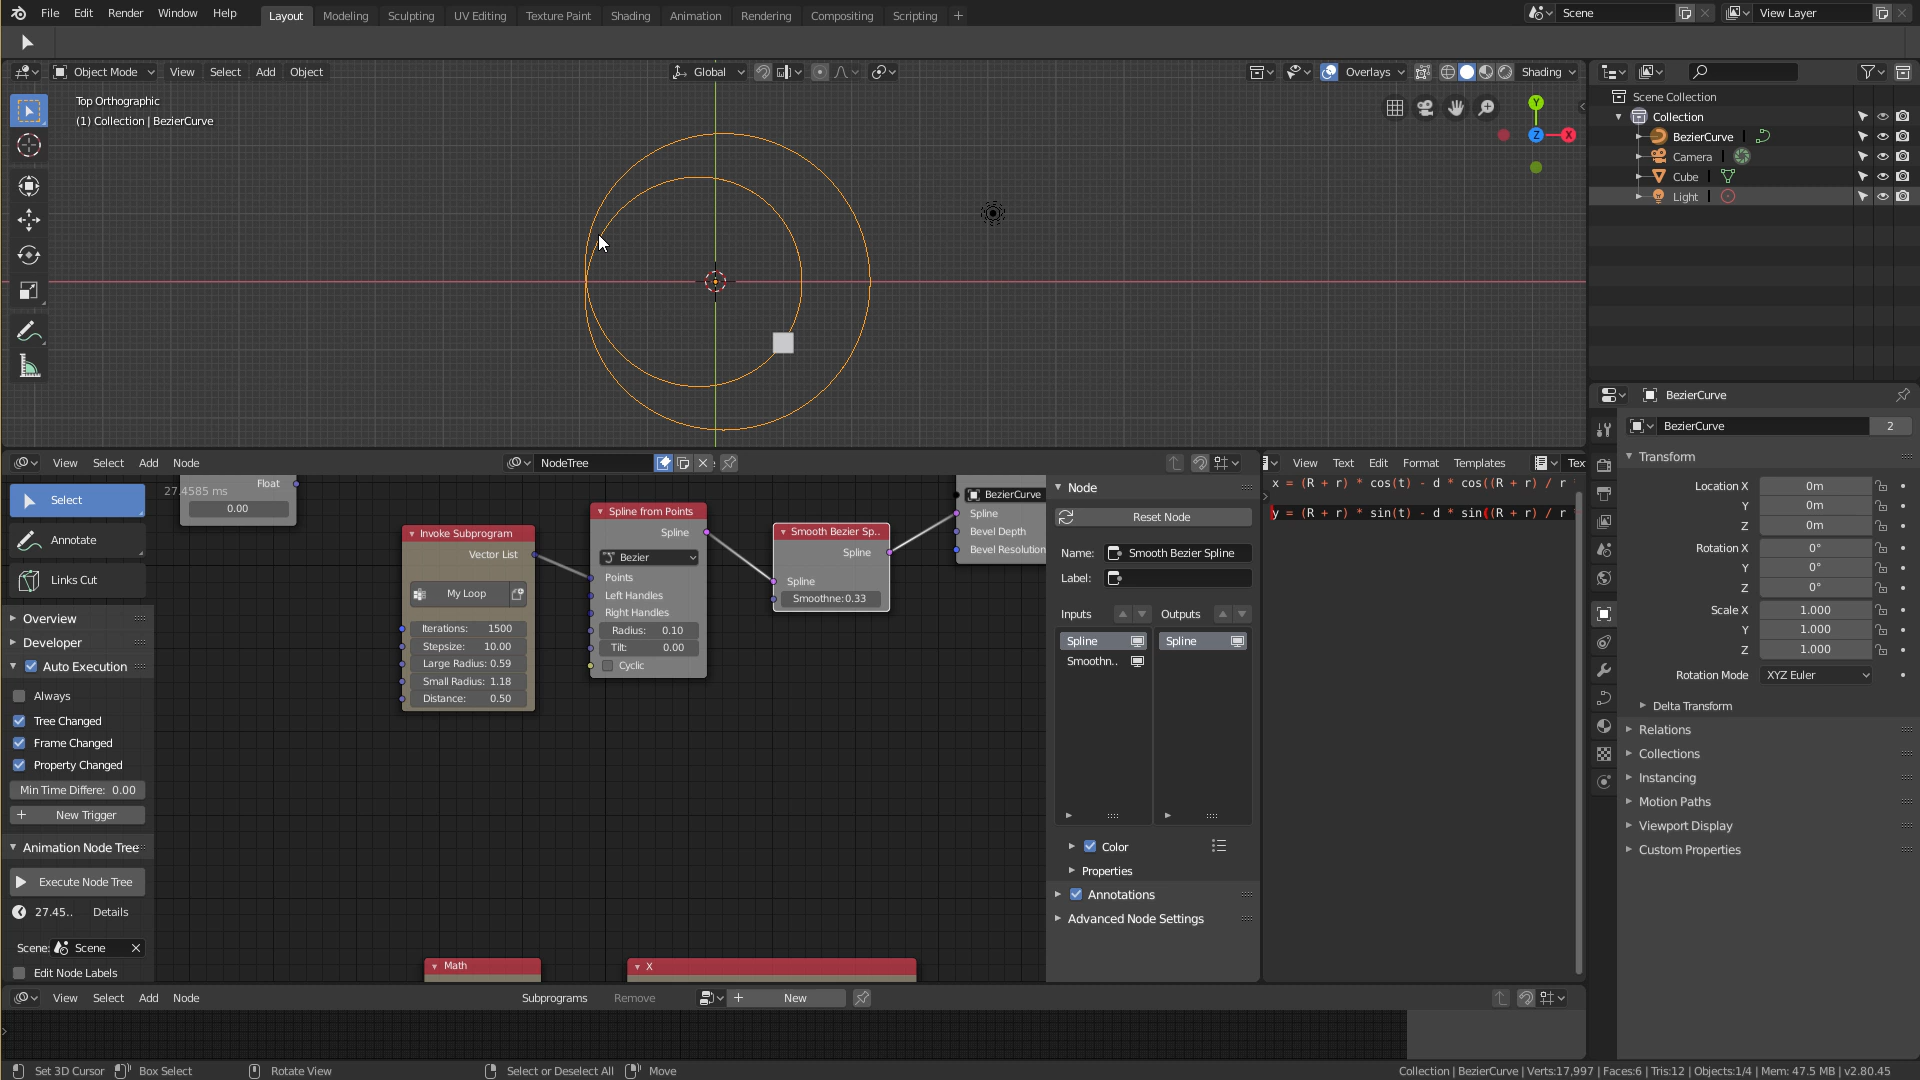 File Edit Render Window Help Layout Modeling Sculpting UV Editing Texture Paint Shading Animation Rendering Compositing Scripting + Scene View Layer
Object Mode View Select Add Object Global Overlays Shading
Top Orthographic
(1) Collection | BezierCurve
Y
Z X
Scene Collection
Collection
BezierCurve
Camera
Cube
Light
BezierCurve
BezierCurve 2
Transform
Location X 0m
Y 0m
Z 0m
Rotation X 0°
Y 0°
Z 0°
Scale X 1.000
Y 1.000
Z 1.000
Rotation Mode XYZ Euler
Delta Transform
Relations
Collections
Instancing
Motion Paths
Viewport Display
Custom Properties
View Select Add Node NodeTree
Select
Annotate
Links Cut
Overview
Developer
Auto Execution
Always
Tree Changed
Frame Changed
Property Changed
Min Time Differe: 0.00
New Trigger
Animation Node Tree
Execute Node Tree
27.45.. Details
Scene: Scene
Edit Node Labels
27.4585 ms
Float
0.00
Invoke Subprogram
Vector List
My Loop
Iterations: 1500
Stepsize: 10.00
Large Radius: 0.59
Small Radius: 1.18
Distance: 0.50
Spline from Points
Spline
Bezier
Points
Left Handles
Right Handles
Radius: 0.10
Tilt: 0.00
Cyclic
Smooth Bezier Sp..
Spline
Spline
Smoothne:0.33
BezierCurve
Spline
Bevel Depth
Bevel Resolution
Math
X
Node
Reset Node
Name: Smooth Bezier Spline
Label:
Inputs Outputs
Spline Spline
Smoothn..
Color
Properties
Annotations
Advanced Node Settings
View Text Edit Format Templates Tex
x = (R + r) * cos(t) - d * cos((R + r) / r
y = (R + r) * sin(t) - d * sin((R + r) / r
View Select Add Node Subprograms Remove + New
Set 3D Cursor Box Select Rotate View Select or Deselect All Move Collection | BezierCurve | Verts:17,997 | Faces:6 | Tris:12 | Objects:1/4 | Mem: 47.5 MB | v2.80.45